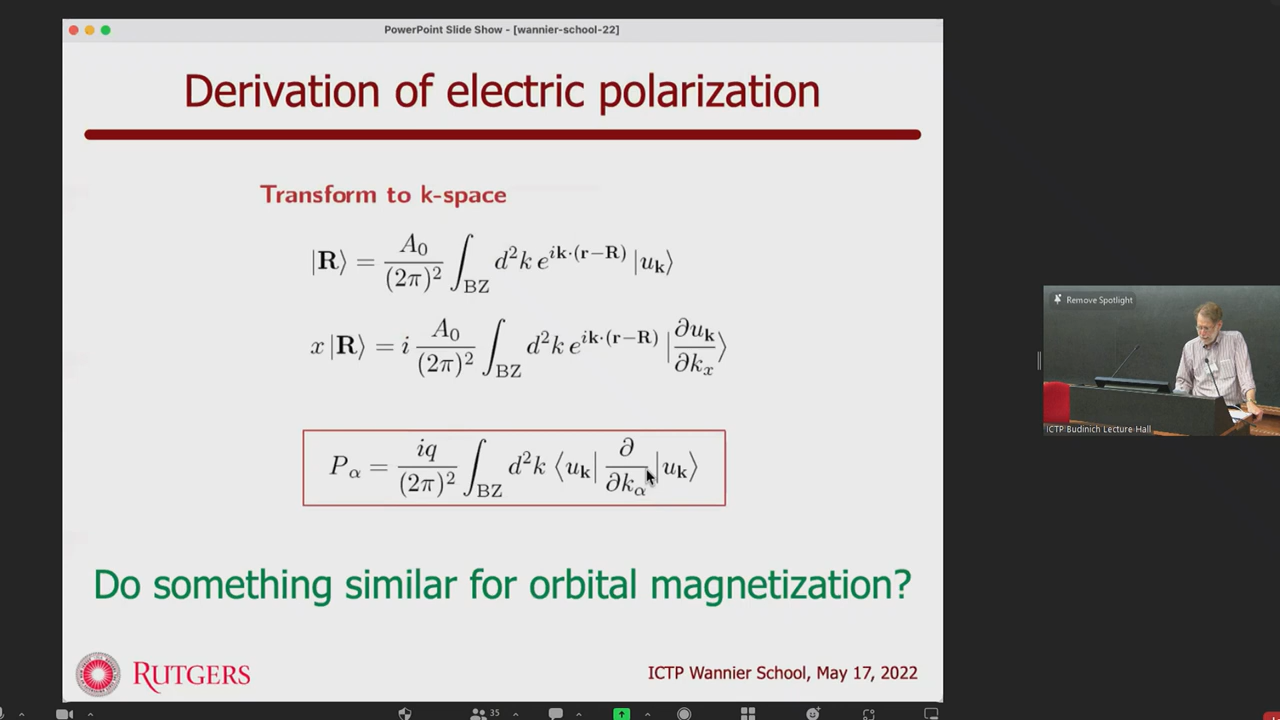 PowerPoint Slide Show - [wannier-school-22]
Derivation of electric polarization
Transform to k-space
|R⟩ = A₀/(2π)² ∫_BZ d²k e^{ik·(r−R)} |u_k⟩
x |R⟩ = i A₀/(2π)² ∫_BZ d²k e^{ik·(r−R)} |∂u_k/∂k_x⟩
P_α = iq/(2π)² ∫_BZ d²k ⟨u_k| ∂/∂k_α |u_k⟩
Do something similar for orbital magnetization?
RUTGERS
ICTP Wannier School, May 17, 2022
Remove Spotlight
ICTP Budinich Lecture Hall
35